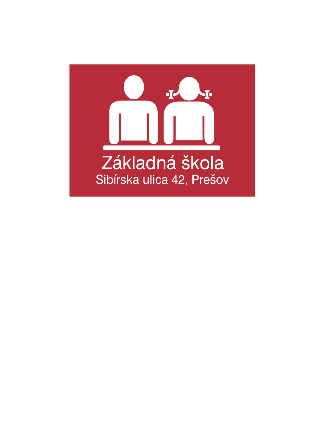 Základná škola
Sibírska ulica 42, Prešov